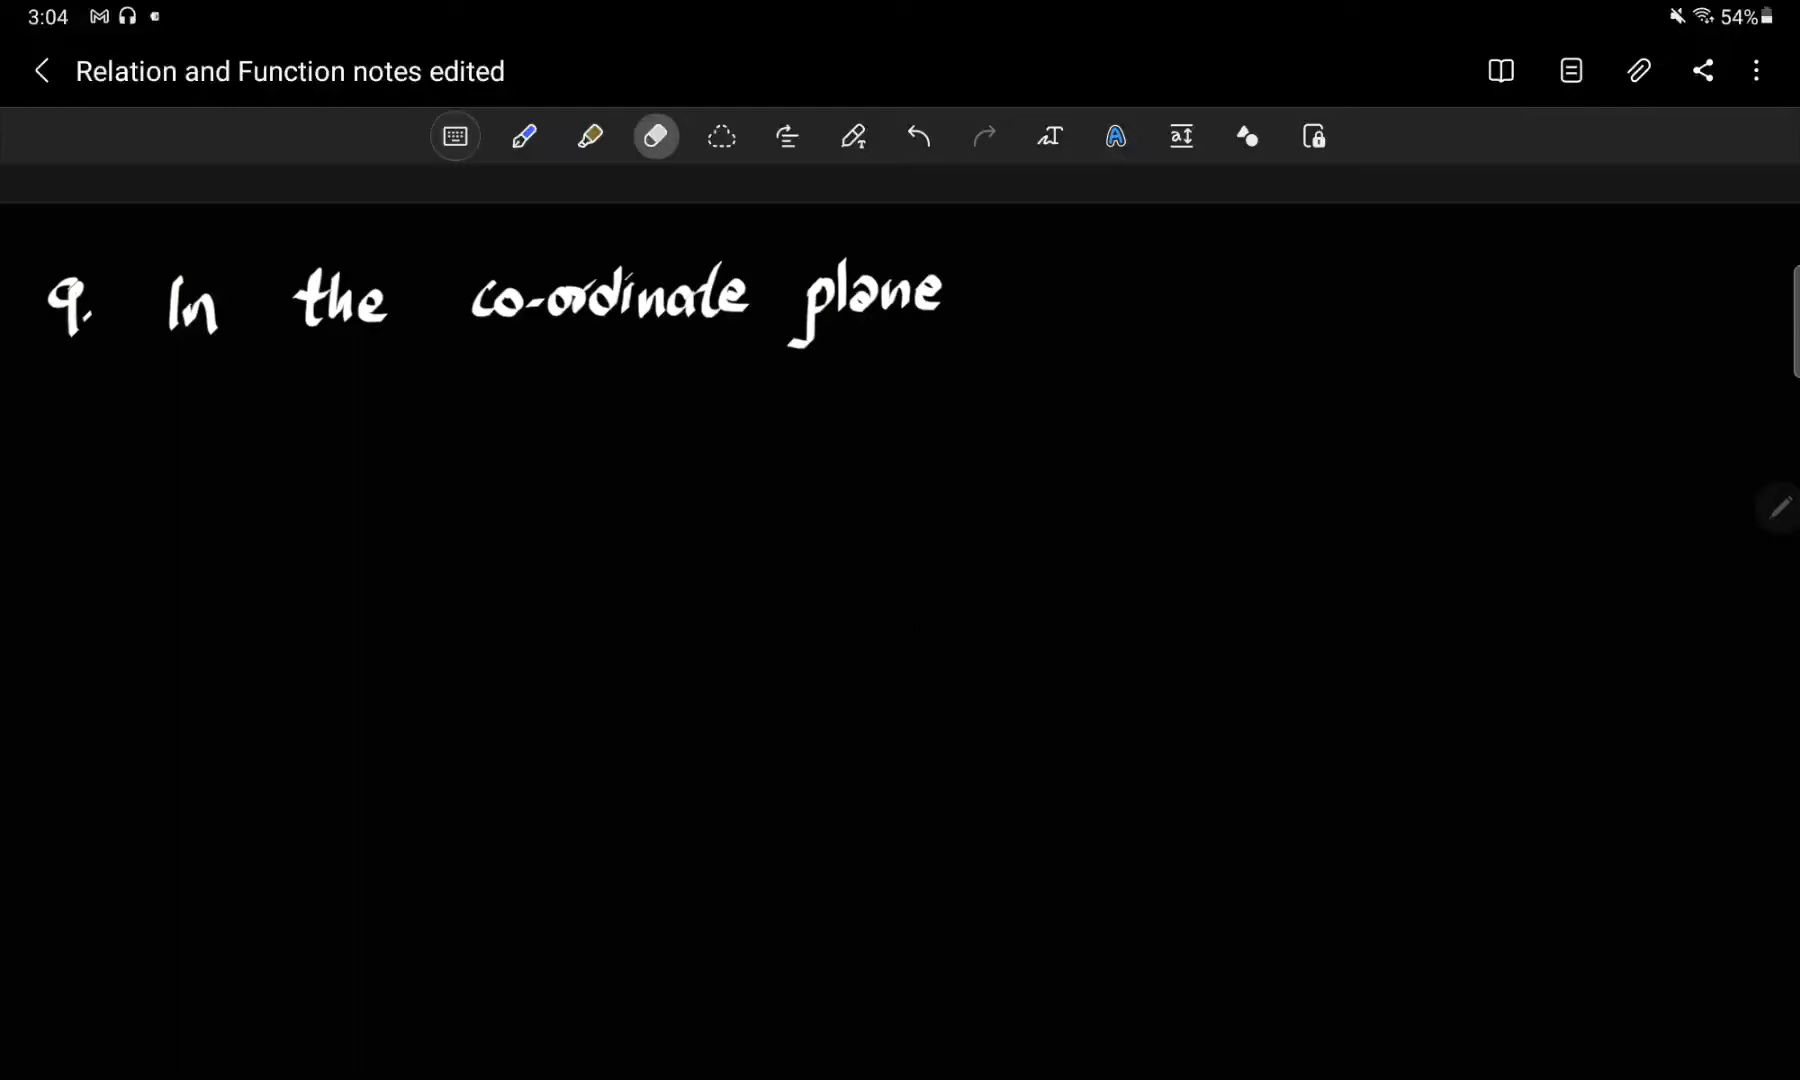 3:04 54%
Relation and Function notes edited
9. In the co-ordinate plane